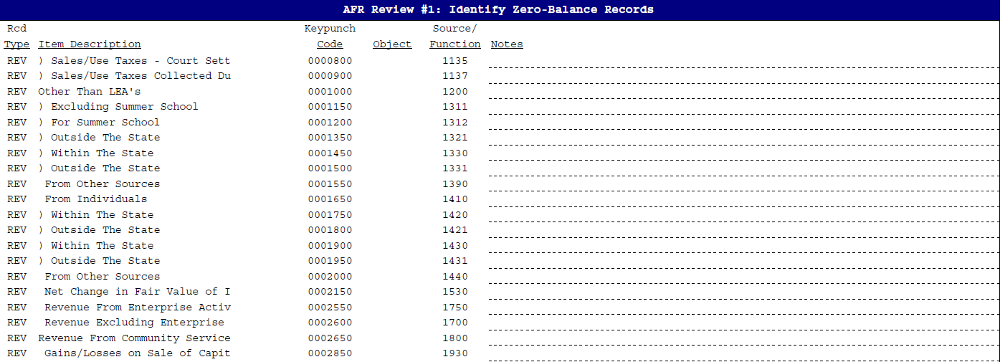 AFR Review #1: Identify Zero-Balance Records
Rcd Keypunch Source/
Type Item Description Code Object Function Notes
REV ) Sales/Use Taxes - Court Sett 0000800 1135
REV ) Sales/Use Taxes Collected Du 0000900 1137
REV Other Than LEA's 0001000 1200
REV ) Excluding Summer School 0001150 1311
REV ) For Summer School 0001200 1312
REV ) Outside The State 0001350 1321
REV ) Within The State 0001450 1330
REV ) Outside The State 0001500 1331
REV From Other Sources 0001550 1390
REV From Individuals 0001650 1410
REV ) Within The State 0001750 1420
REV ) Outside The State 0001800 1421
REV ) Within The State 0001900 1430
REV ) Outside The State 0001950 1431
REV From Other Sources 0002000 1440
REV Net Change in Fair Value of I 0002150 1530
REV Revenue From Enterprise Activ 0002550 1750
REV Revenue Excluding Enterprise 0002600 1700
REV Revenue From Community Service 0002650 1800
REV Gains/Losses on Sale of Capit 0002850 1930